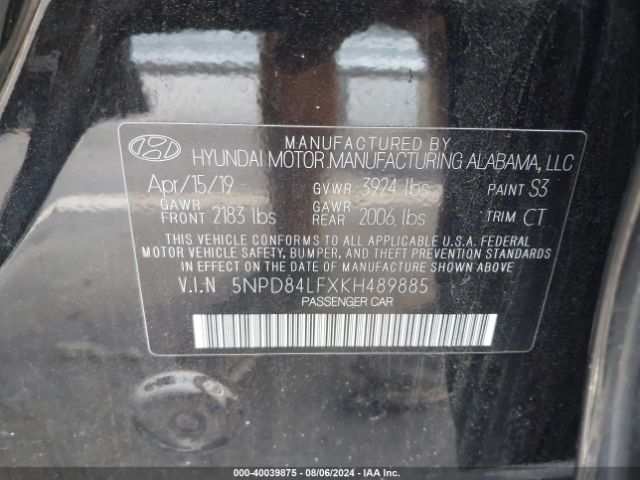 MANUFACTURED BY
HYUNDAI MOTOR MANUFACTURING ALABAMA, LLC
Apr/15/19 GVWR 3924 lbs PAINT S3
GAWR FRONT 2183 lbs GAWR REAR 2006 lbs TRIM CT
THIS VEHICLE CONFORMS TO ALL APPLICABLE U.S.A. FEDERAL
MOTOR VEHICLE SAFETY, BUMPER, AND THEFT PREVENTION STANDARDS
IN EFFECT ON THE DATE OF MANUFACTURE SHOWN ABOVE.
V.I.N 5NPD84LFXKH489885
PASSENGER CAR
000-40039875 - 08/06/2024 - IAA Inc.